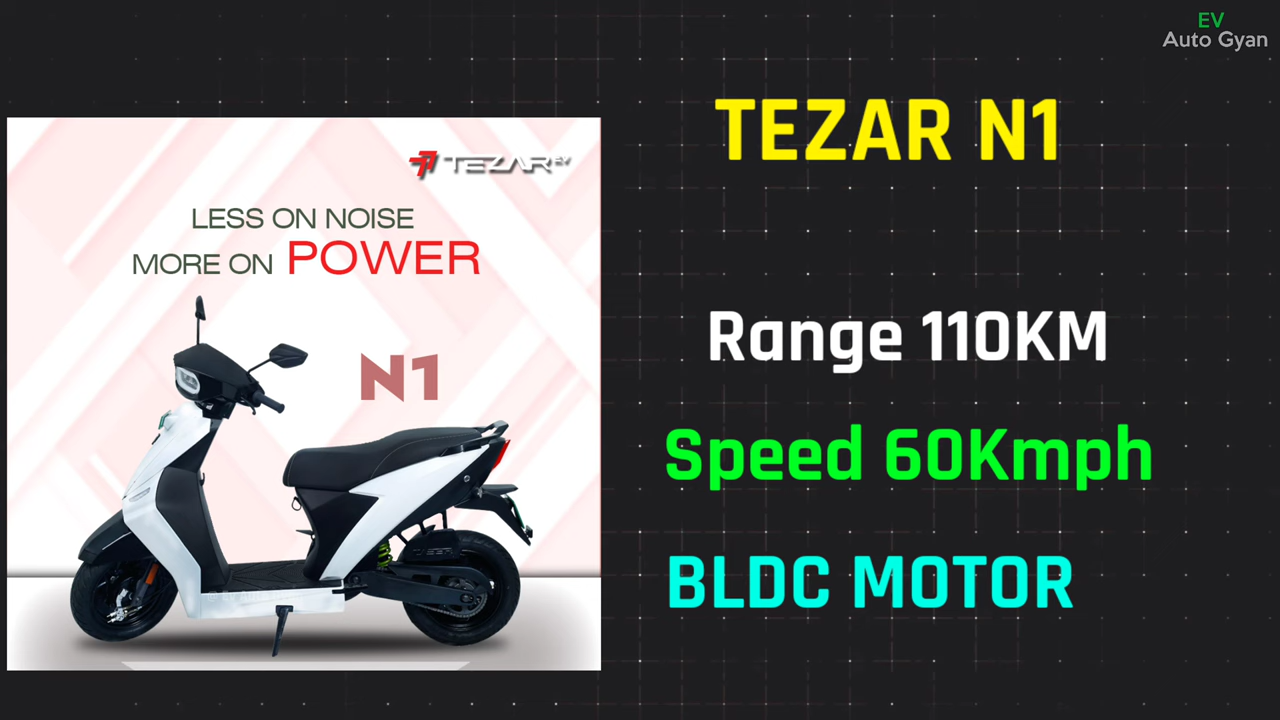 EV
Auto Gyan
TEZAR EV
LESS ON NOISE
MORE ON POWER
N1
TEZAR N1
Range 110KM
Speed 60Kmph
BLDC MOTOR